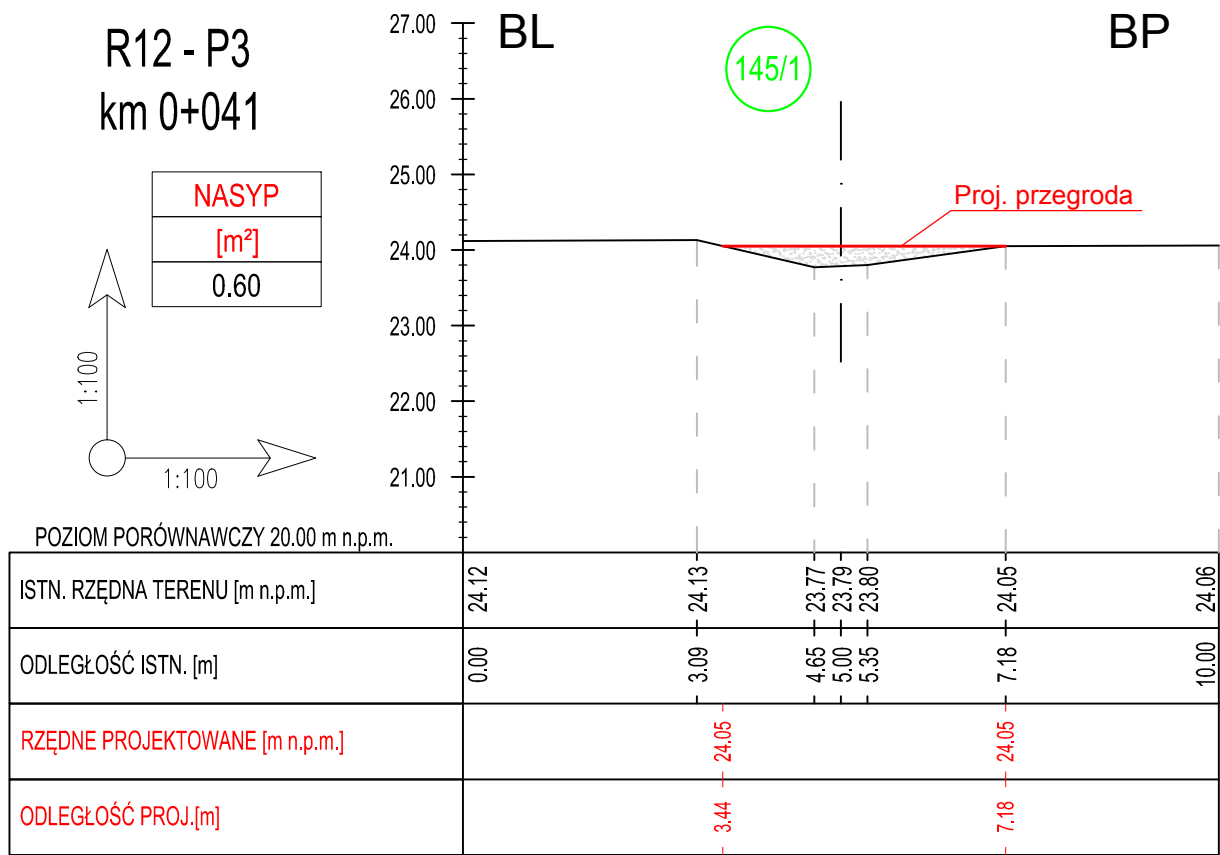 R12 - P3
km 0+041
BL
BP
145/1
NASYP
[m²]
0.60
27.00
26.00
25.00
24.00
23.00
22.00
21.00
Proj. przegroda
1:100
1:100
POZIOM PORÓWNAWCZY 20.00 m n.p.m.
ISTN. RZĘDNA TERENU [m n.p.m.] 24.12 24.13 23.77 23.79 23.80 24.05 24.06
ODLEGŁOŚĆ ISTN. [m] 0.00 3.09 4.65 5.00 5.35 7.18 10.00
RZĘDNE PROJEKTOWANE [m n.p.m.] 24.05 24.05
ODLEGŁOŚĆ PROJ.[m] 3.44 7.18